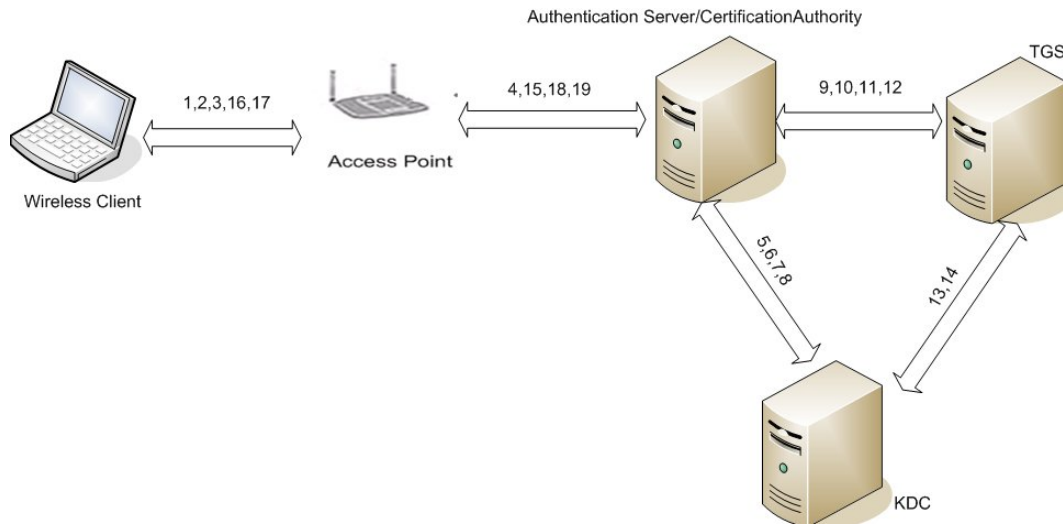 Authentication Server/CertificationAuthority
TGS
1,2,3,16,17
4,15,18,19
9,10,11,12
Access Point
Wireless Client
5,6,7,8
13,14
KDC